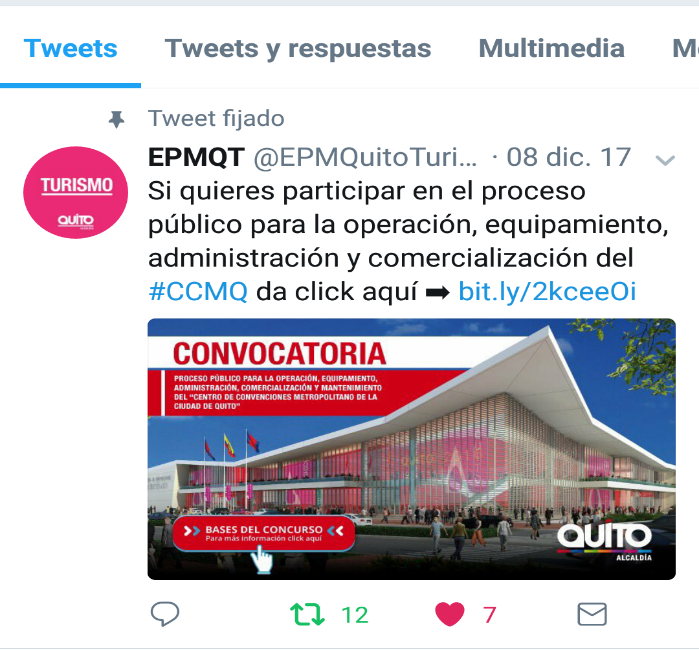 Tweets Tweets y respuestas Multimedia
Tweet fijado
EPMQT @EPMQuitoTuri... · 08 dic. 17
TURISMO
QUITO
Si quieres participar en el proceso
público para la operación, equipamiento,
administración y comercialización del
#CCMQ da click aquí ➡ bit.ly/2kceeOi
CONVOCATORIA
PROCESO PÚBLICO PARA LA OPERACIÓN, EQUIPAMIENTO,
ADMINISTRACIÓN, COMERCIALIZACIÓN Y MANTENIMIENTO
DEL "CENTRO DE CONVENCIONES METROPOLITANO DE LA
CIUDAD DE QUITO"
BASES DEL CONCURSO
Para más información click aquí
QUITO
ALCALDÍA
12 7